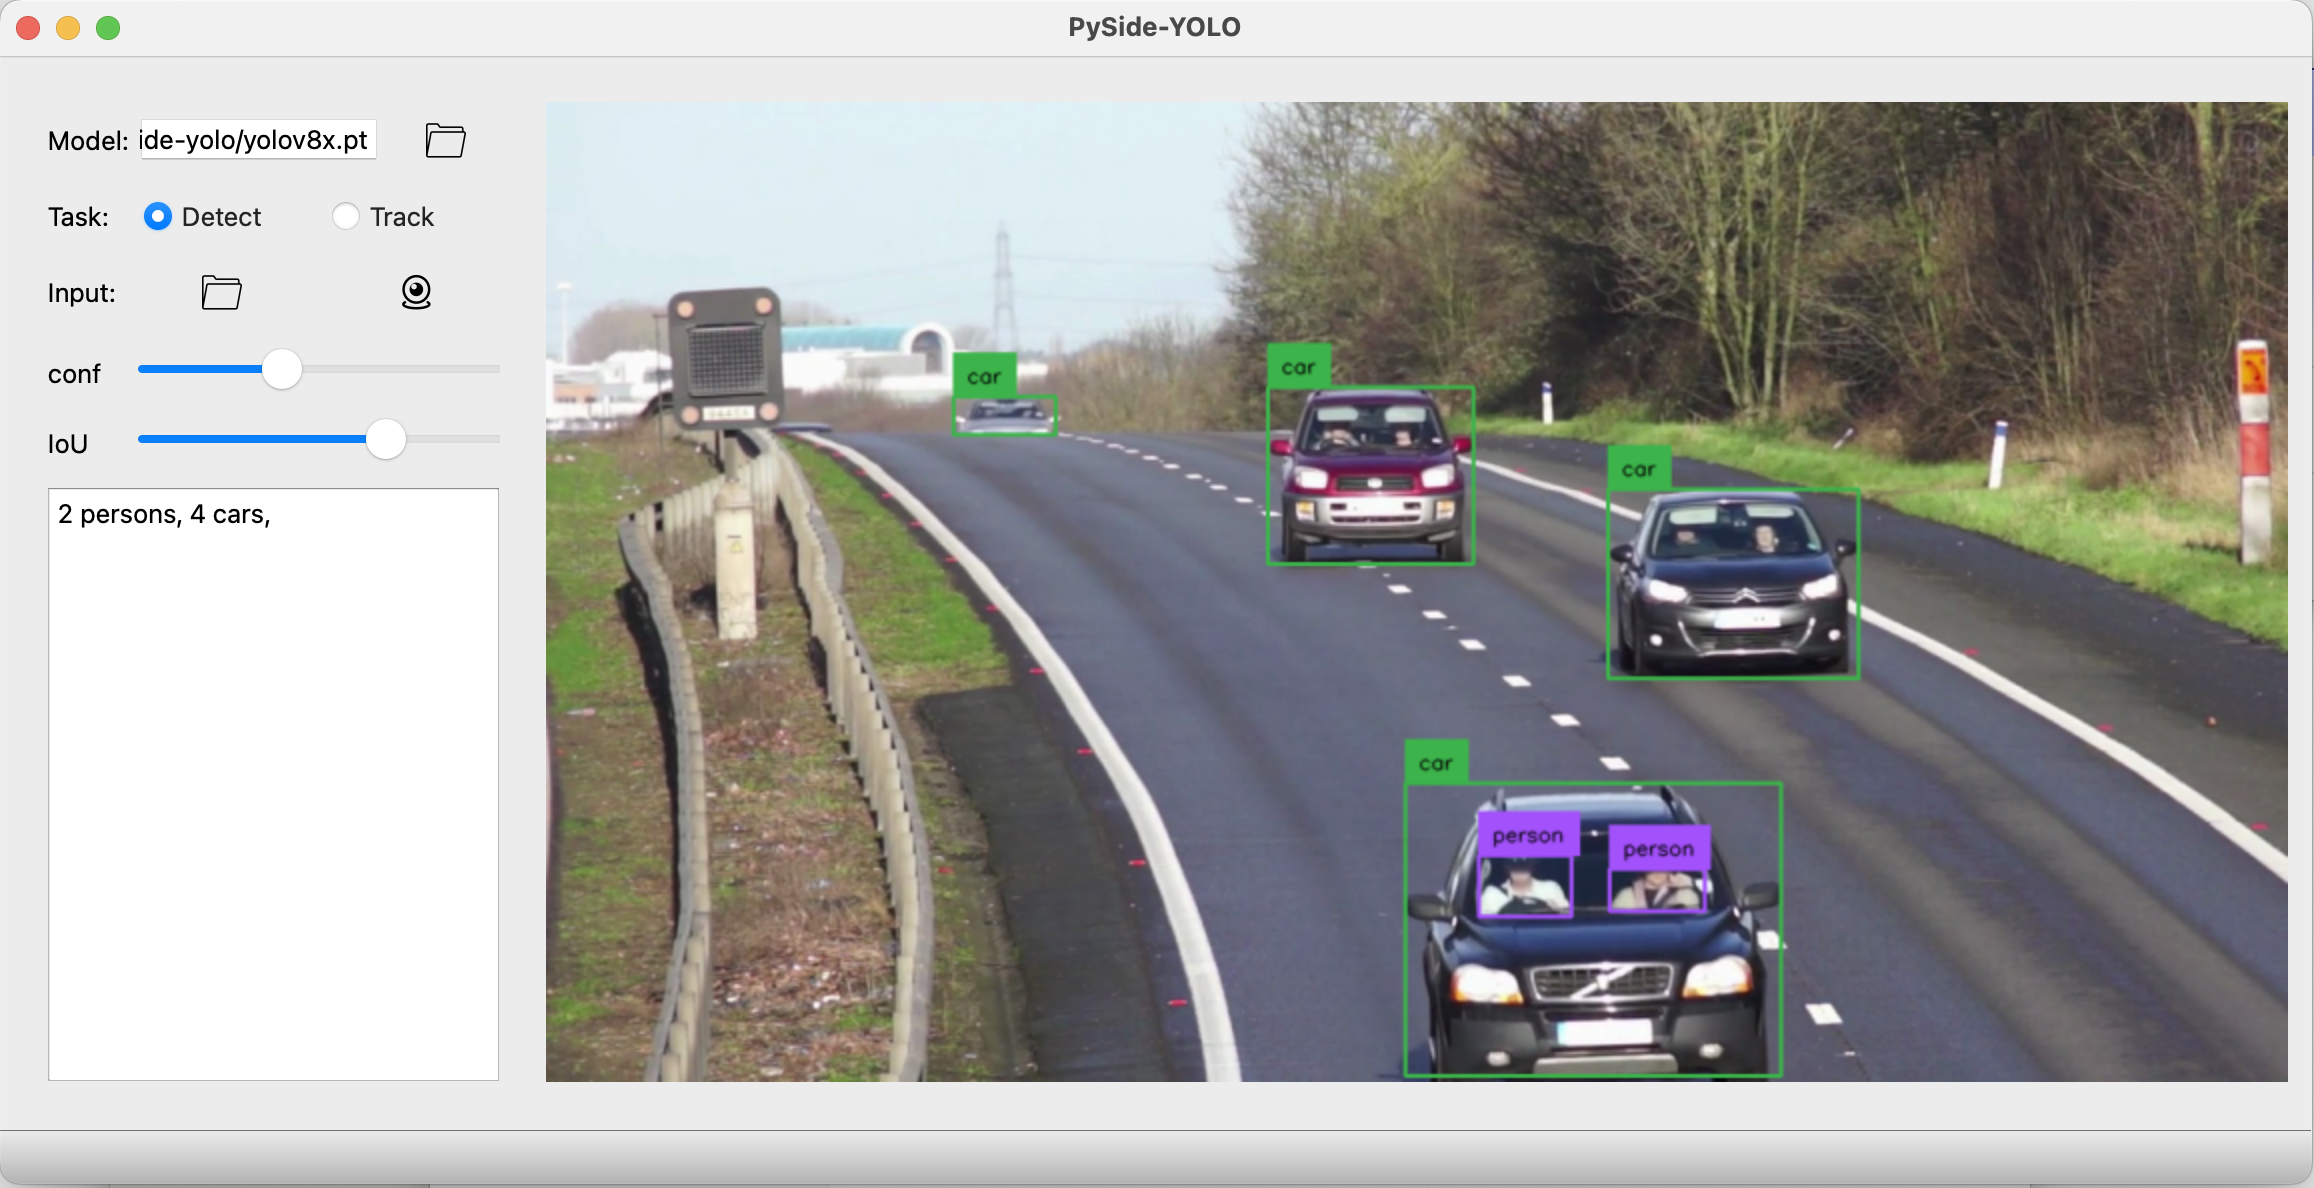 PySide-YOLO
Model: ide-yolo/yolov8x.pt
Task: Detect Track
Input:
conf
IoU
2 persons, 4 cars,
car
car
car
car
person
person